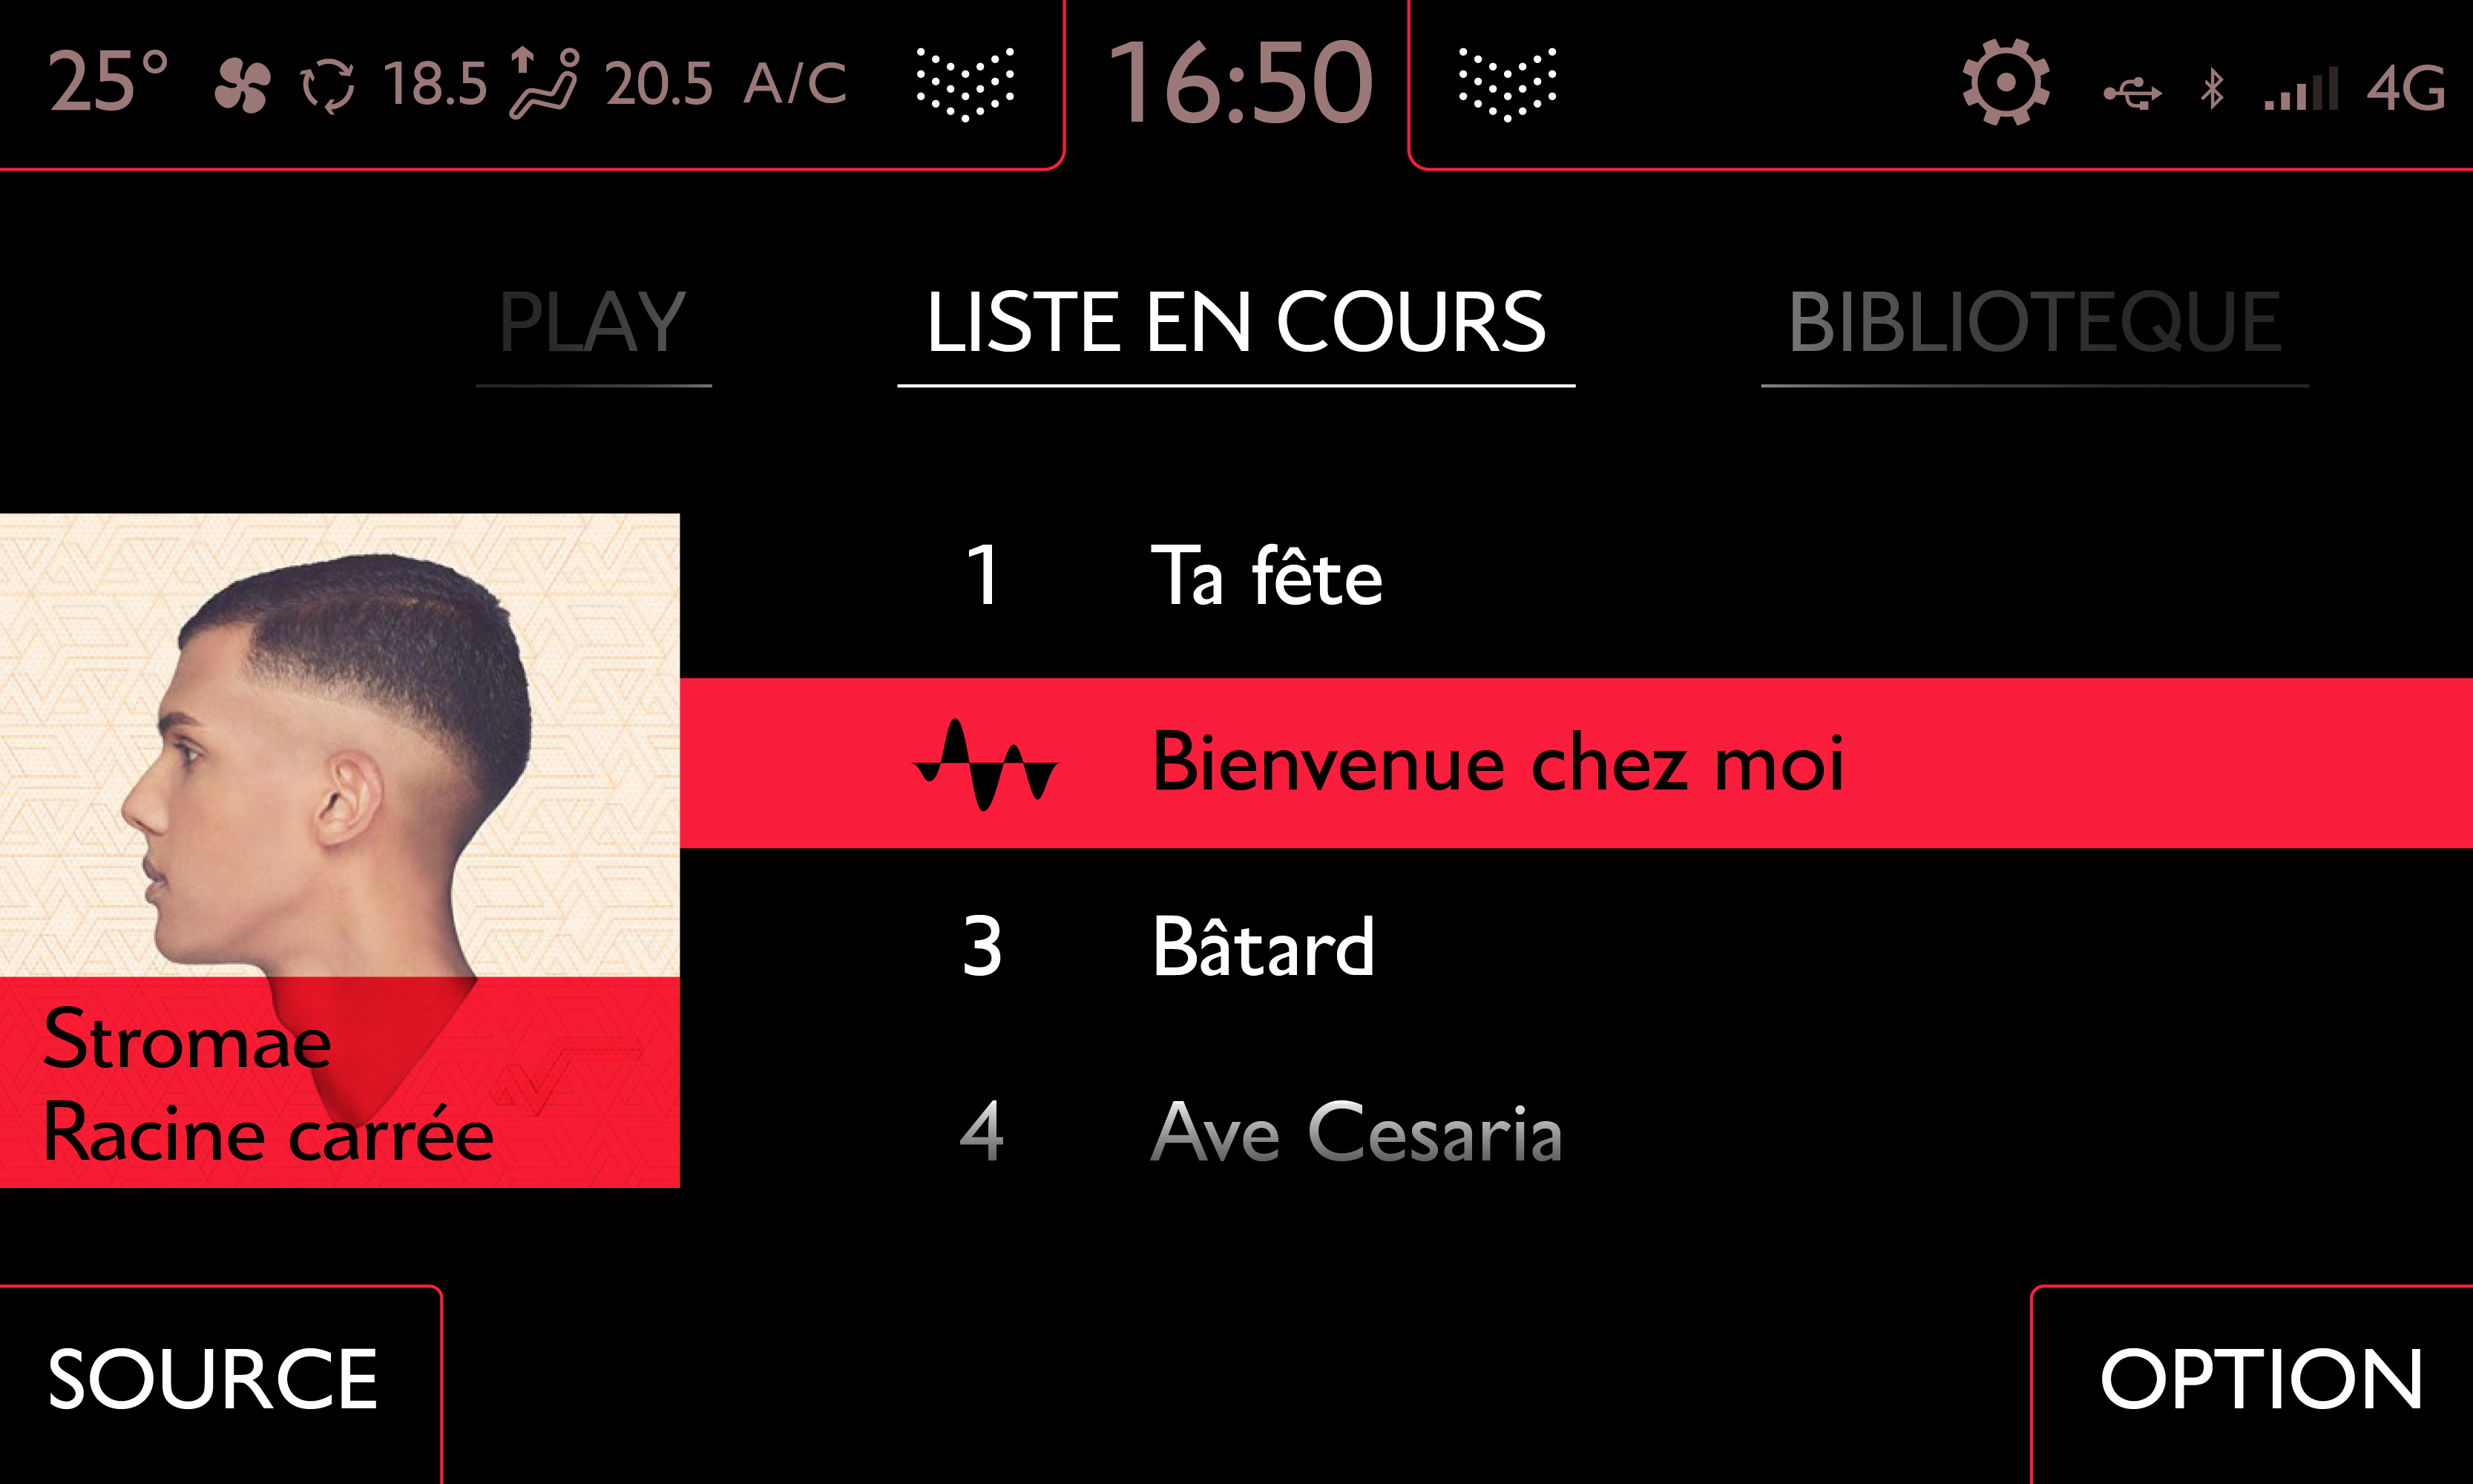 25° 18.5 20.5 A/C 16:50 4G
PLAY LISTE EN COURS BIBLIOTEQUE
1 Ta fête
Bienvenue chez moi
3 Bâtard
4 Ave Cesaria
Stromae
Racine carrée
SOURCE OPTION